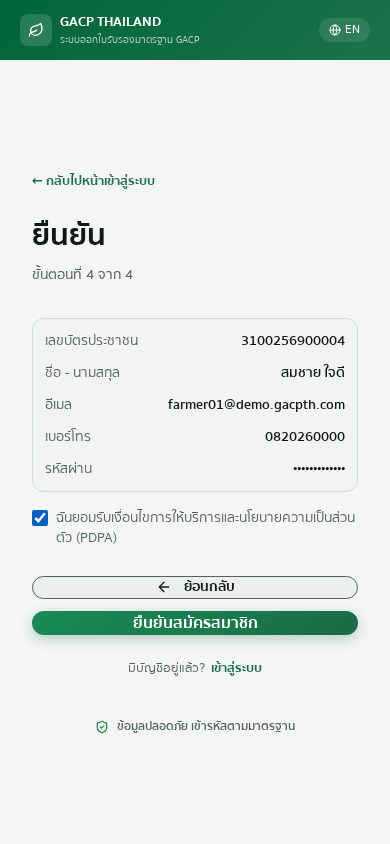 GACP THAILAND
ระบบออกใบรับรองมาตรฐาน GACP
EN
← กลับไปหน้าเข้าสู่ระบบ
ยืนยัน
ขั้นตอนที่ 4 จาก 4
เลขบัตรประชาชน 3100256900004
ชื่อ - นามสกุล สมชาย ใจดี
อีเมล farmer01@demo.gacpth.com
เบอร์โทร 0820260000
รหัสผ่าน •••••••••••••
ฉันยอมรับเงื่อนไขการให้บริการและนโยบายความเป็นส่วน
ตัว (PDPA)
← ย้อนกลับ
ยืนยันสมัครสมาชิก
มีบัญชีอยู่แล้ว? เข้าสู่ระบบ
ข้อมูลปลอดภัย เข้ารหัสตามมาตรฐาน